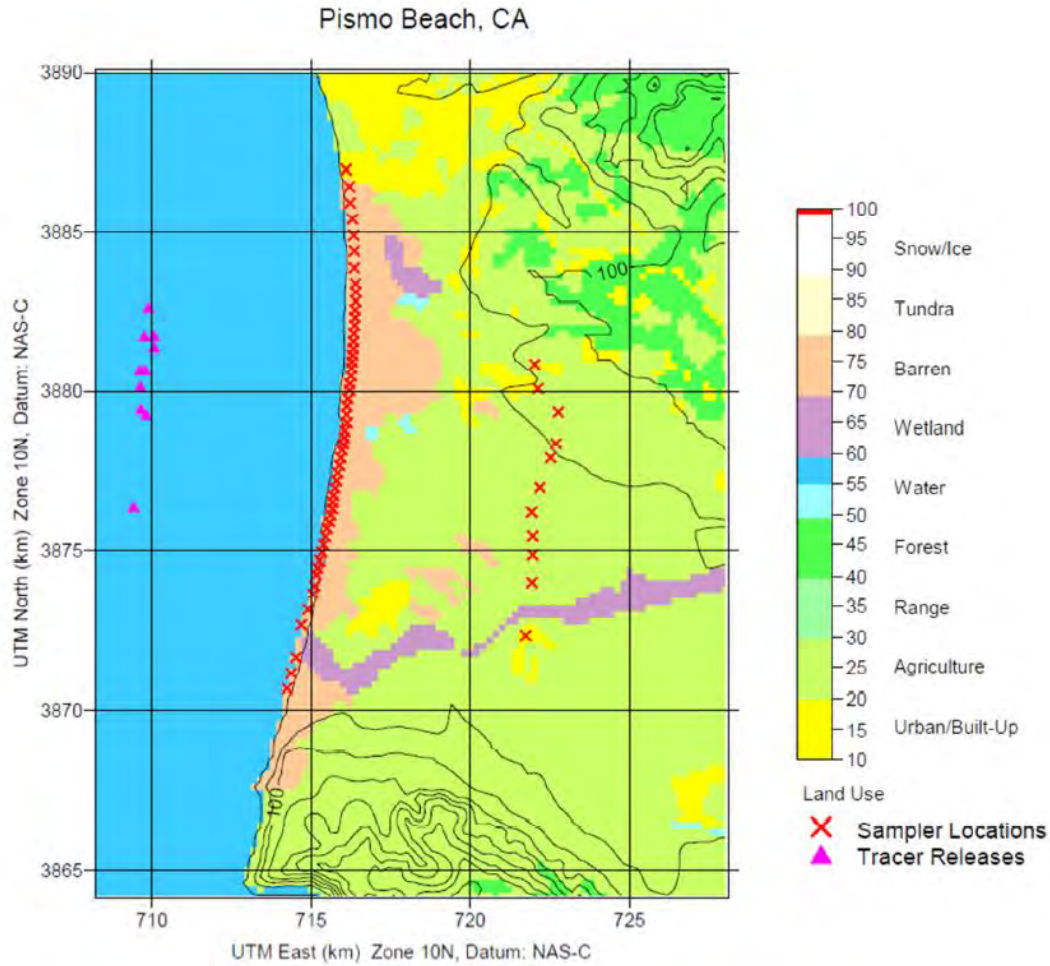 Pismo Beach, CA
3890
3885
3880
3875
3870
3865
UTM North (km) Zone 10N, Datum: NAS-C
100
100
710
715
720
725
UTM East (km) Zone 10N, Datum: NAS-C
100
95
90
85
80
75
70
65
60
55
50
45
40
35
30
25
20
15
10
Snow/Ice
Tundra
Barren
Wetland
Water
Forest
Range
Agriculture
Urban/Built-Up
Land Use
Sampler Locations
Tracer Releases